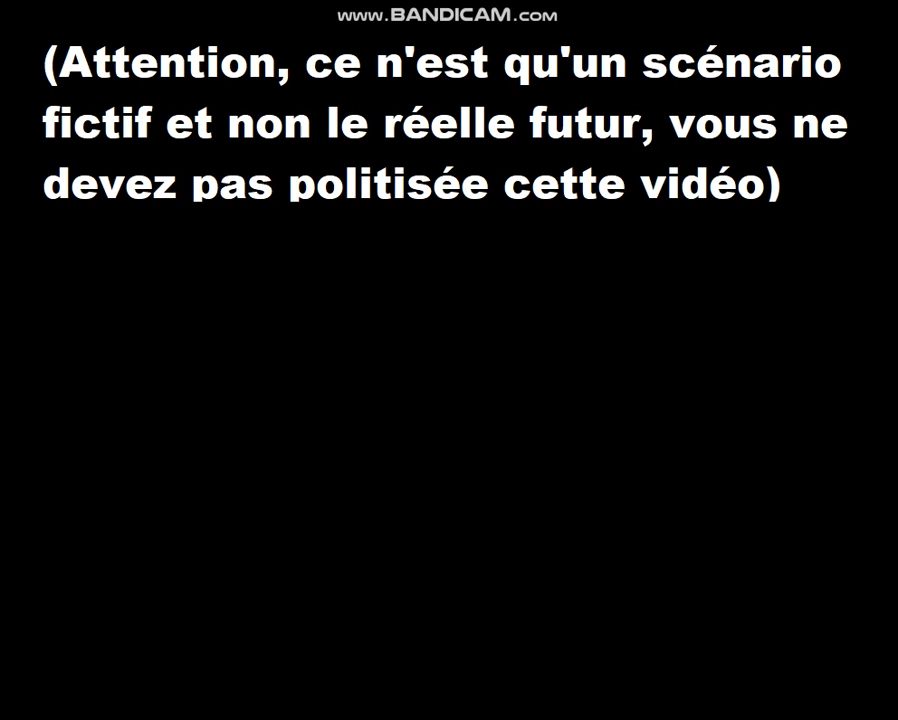 www.BANDICAM.com
(Attention, ce n'est qu'un scénario
fictif et non le réelle futur, vous ne
devez pas politisée cette vidéo)